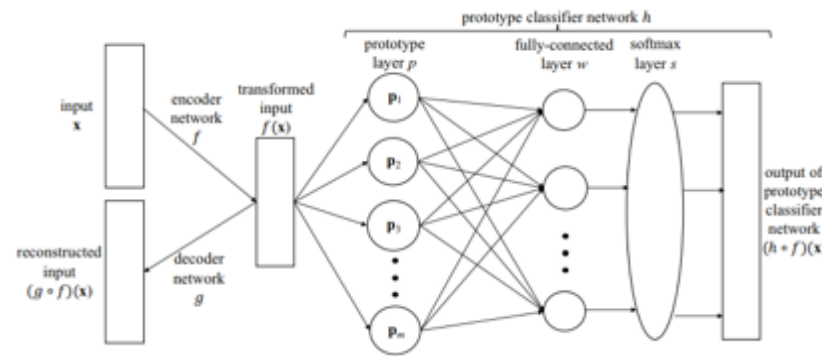 prototype classifier network h
prototype
layer p
fully-connected
layer w
softmax
layer s
input
x
encoder
network
f
transformed
input
f(x)
p₁
p₂
p₃
pₘ
reconstructed
input
(g ∘ f)(x)
decoder
network
g
output of
prototype
classifier
network
(h ∘ f)(x